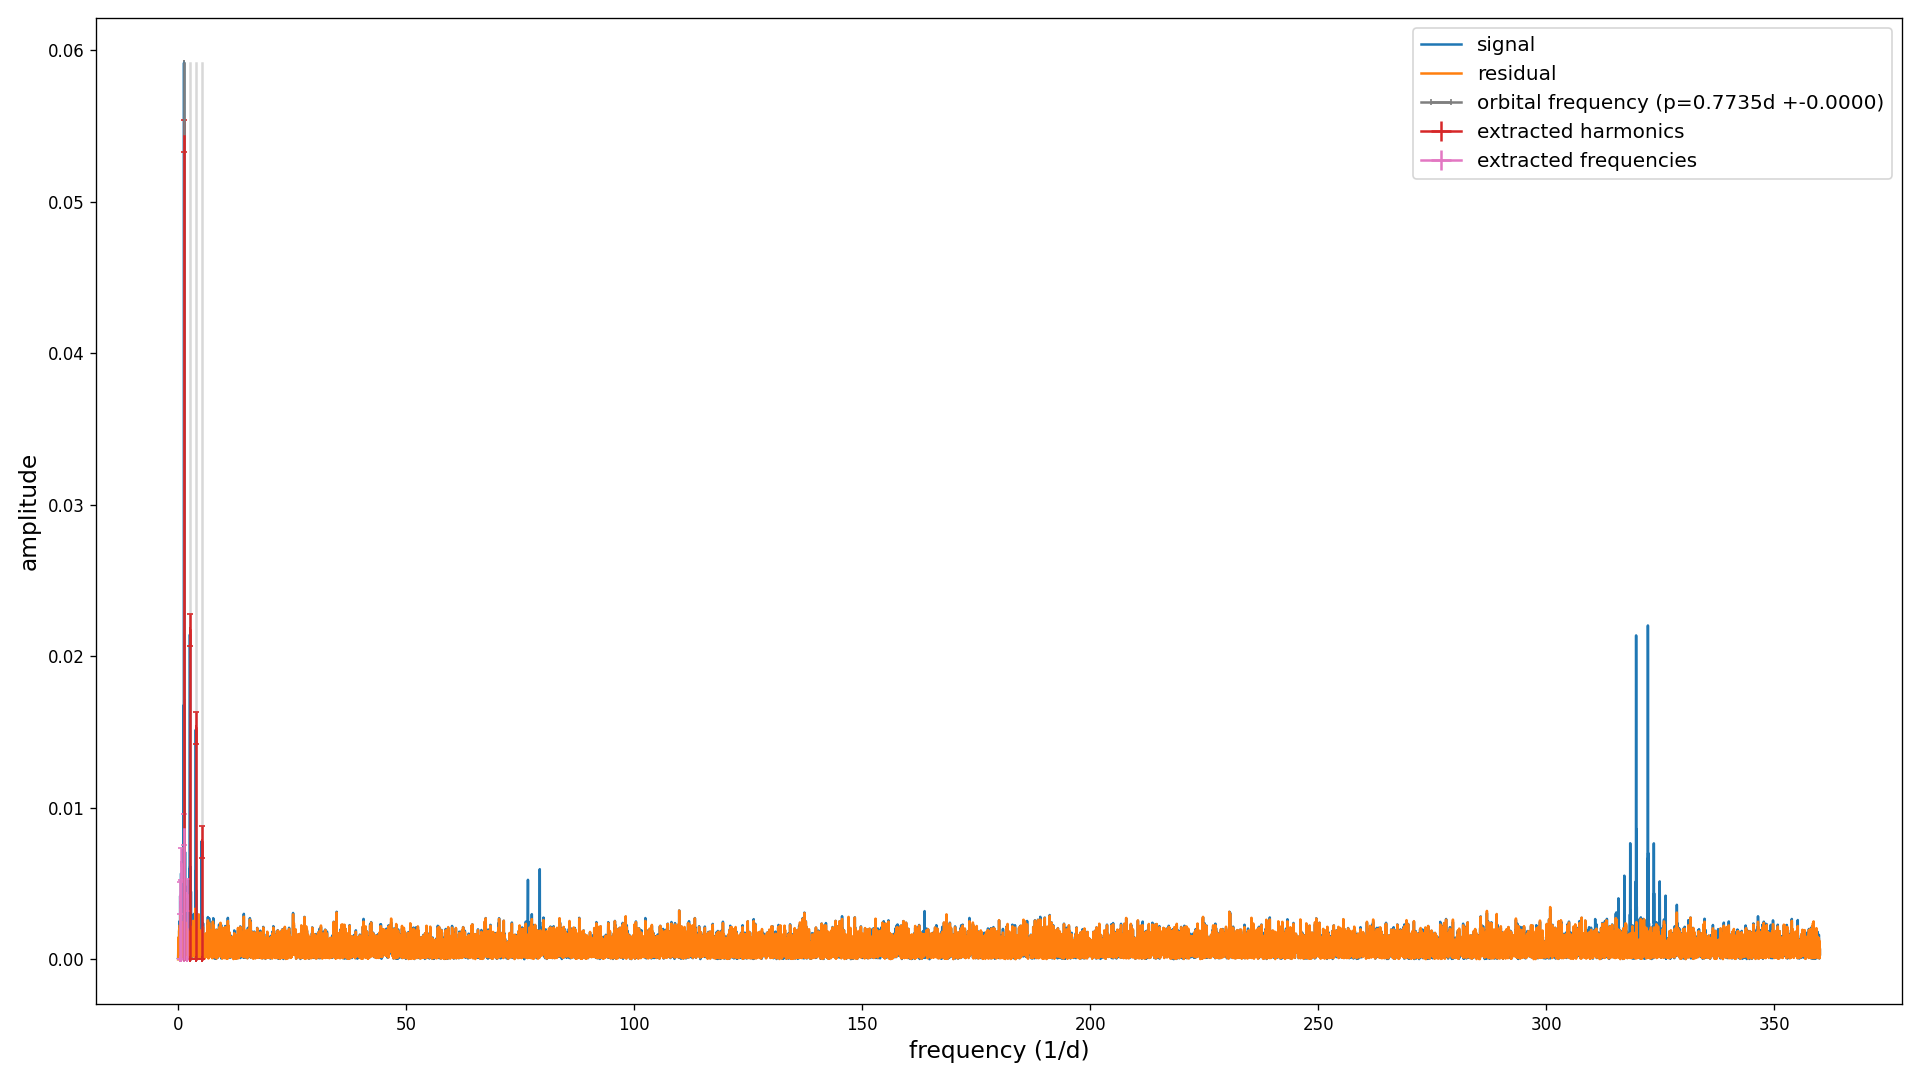 signal
residual
orbital frequency (p=0.7735d +-0.0000)
extracted harmonics
extracted frequencies
0.06
0.05
0.04
0.03
0.02
0.01
0.00
amplitude
0 50 100 150 200 250 300 350
frequency (1/d)